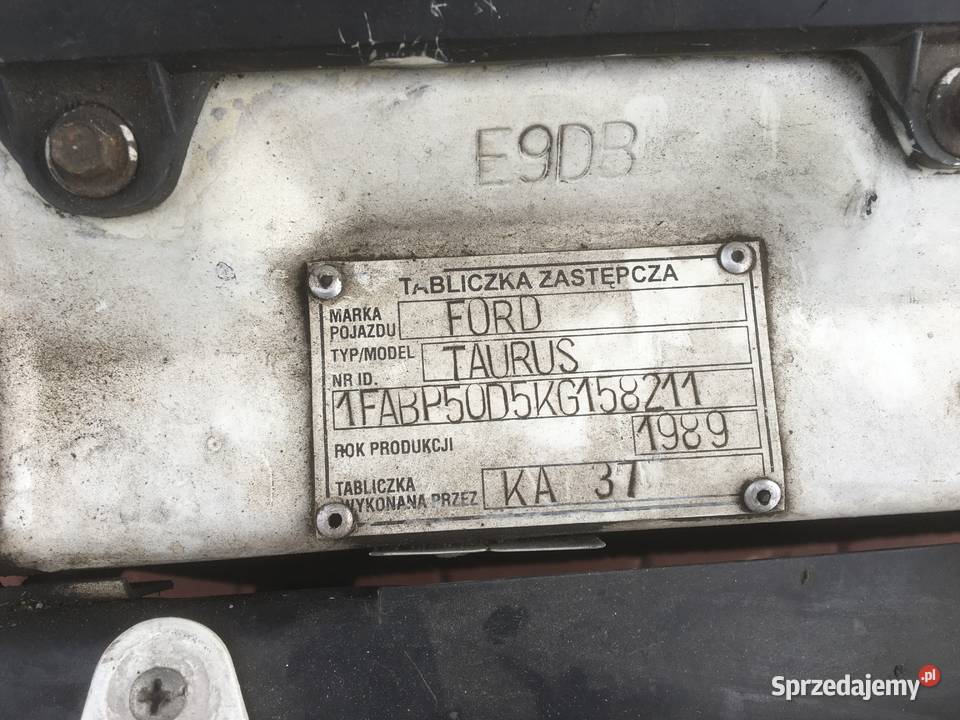 E9DB
TABLICZKA ZASTĘPCZA
MARKA POJAZDU FORD
TYP/MODEL TAURUS
NR ID.
1FABP50D5KG158211
ROK PRODUKCJI 1989
TABLICZKA WYKONANA PRZEZ KA 37
Sprzedajemy.pl